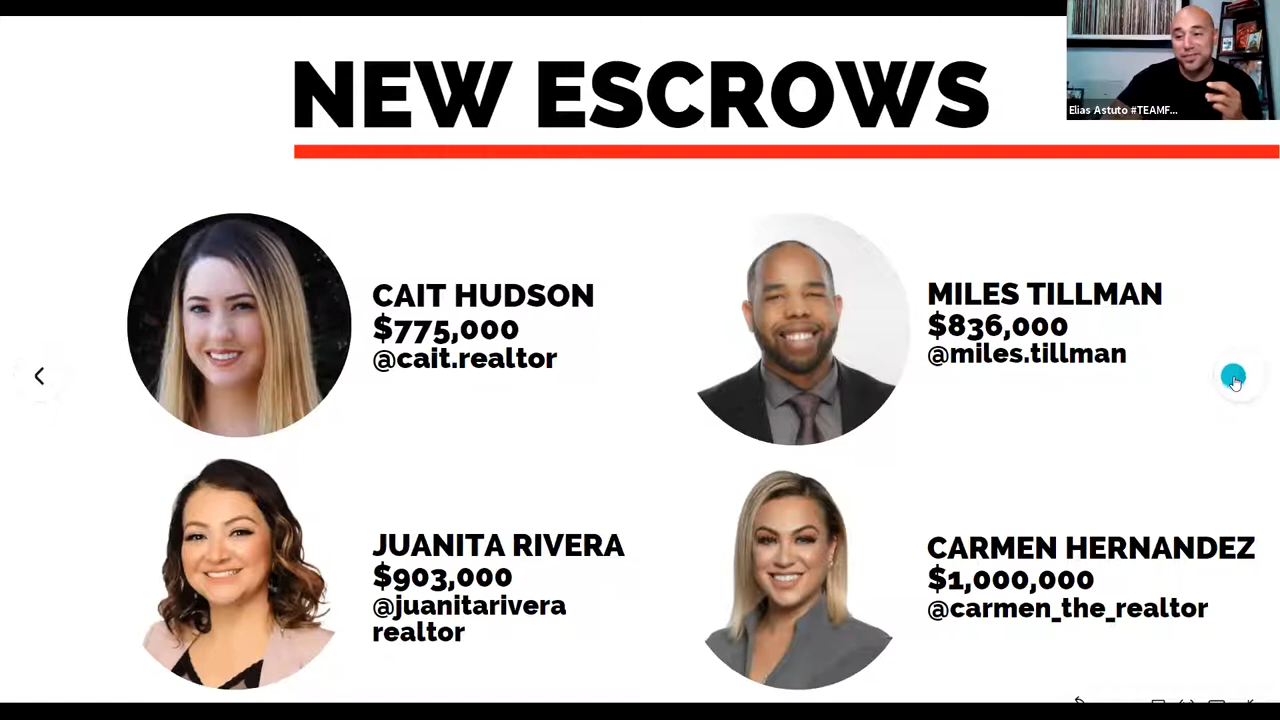 NEW ESCROWS
Elias Astuto #TEAMF...
CAIT HUDSON
$775,000
@cait.realtor
MILES TILLMAN
$836,000
@miles.tillman
JUANITA RIVERA
$903,000
@juanitarivera
realtor
CARMEN HERNANDEZ
$1,000,000
@carmen_the_realtor